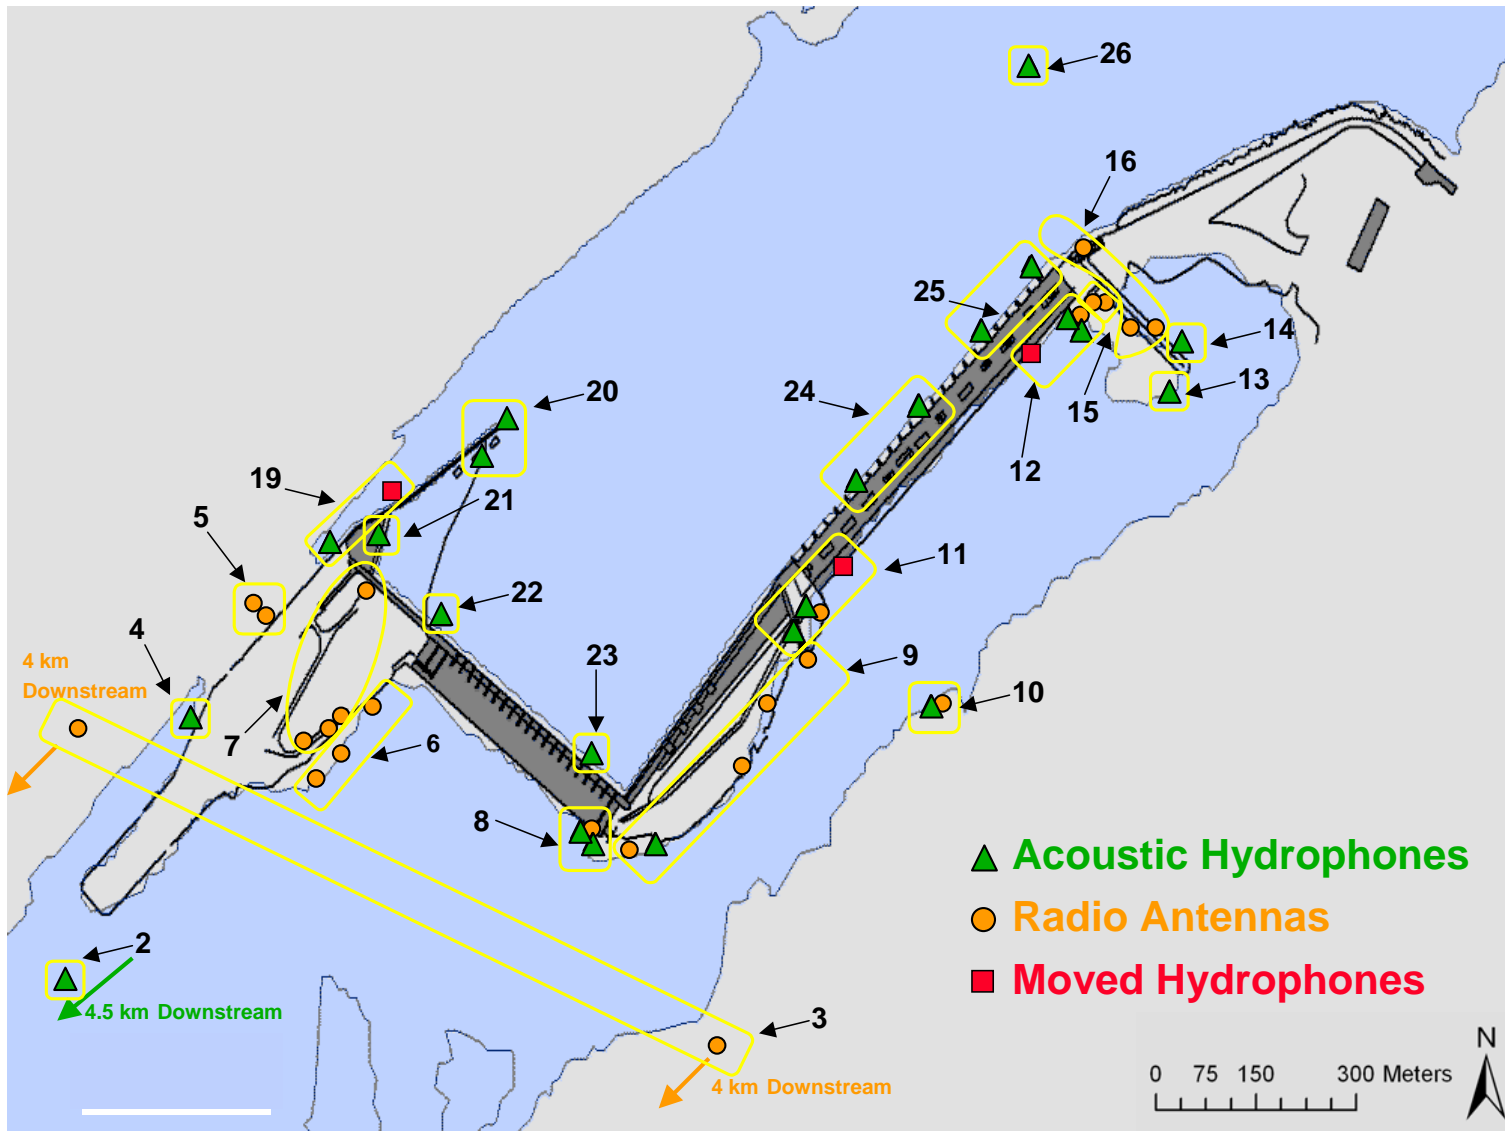 26
16
25
14
13
20
24
15
12
19
21
5
11
22
4
4 km
Downstream
23
9
10
7
6
8
Acoustic Hydrophones
Radio Antennas
2
Moved Hydrophones
4.5 km Downstream
3
N
0 75 150 300 Meters
4 km Downstream